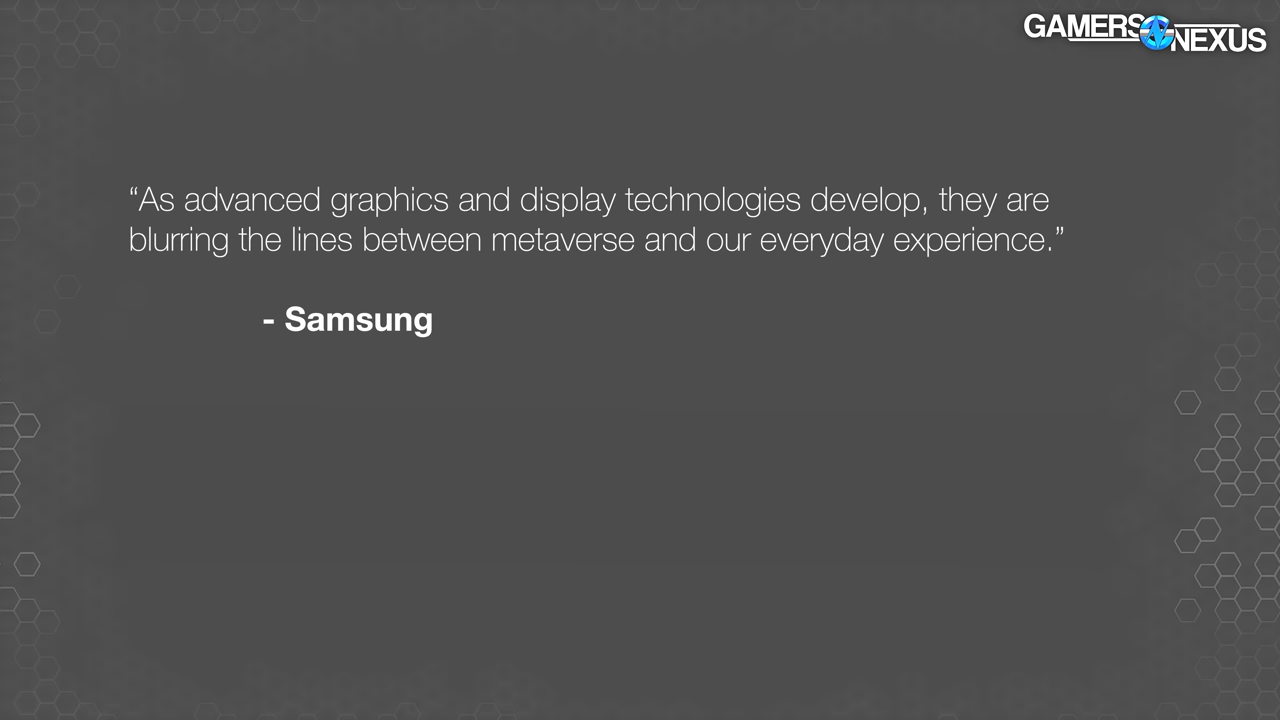 GAMERS NEXUS
“As advanced graphics and display technologies develop, they are
blurring the lines between metaverse and our everyday experience.”
- Samsung